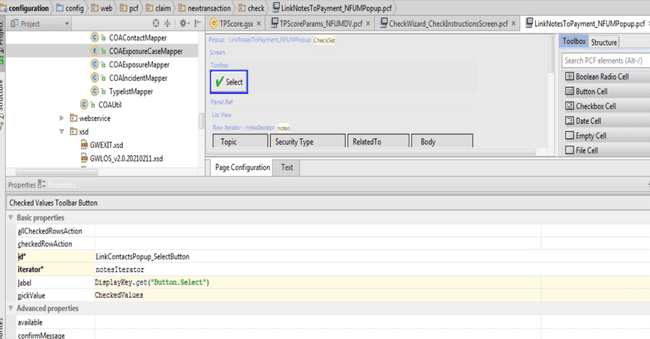 configuration config web pcf claim newtransaction check LinkNotesToPayment_NFUMPopup.pcf
Project
TPScore.gsx TPScoreParams_NFUMDV.pcf CheckWizard_CheckInstructionsScreen.pcf LinkNotesToPayment_NFUMPopup.pcf
COAContactMapper
COAExposureCaseMapper
COAExposureMapper
COAIncidentMapper
TypelistMapper
COAUtil
webservice
xsd
GWEXIT.xsd
GWLOS_v2.0.20210211.xsd
Popup : LinkNotesToPayment_NFUMPopup CheckSet
Screen
Toolbar
Select
Panel Ref
List View
Row Iterator : notesIterator notes
Topic Security Type RelatedTo Body
Page Configuration Text
Toolbox Structure
Search PCF elements (Alt+/)
Boolean Radio Cell
Button Cell
Checkbox Cell
Date Cell
Empty Cell
File Cell
Properties Properties
Checked Values Toolbar Button
Basic properties
allCheckedRowsAction
checkedRowAction
id* LinkContactsPopup_SelectButton
iterator* notesIterator
label DisplayKey.get("Button.Select")
pickValue CheckedValues
Advanced properties
available
confirmMessage